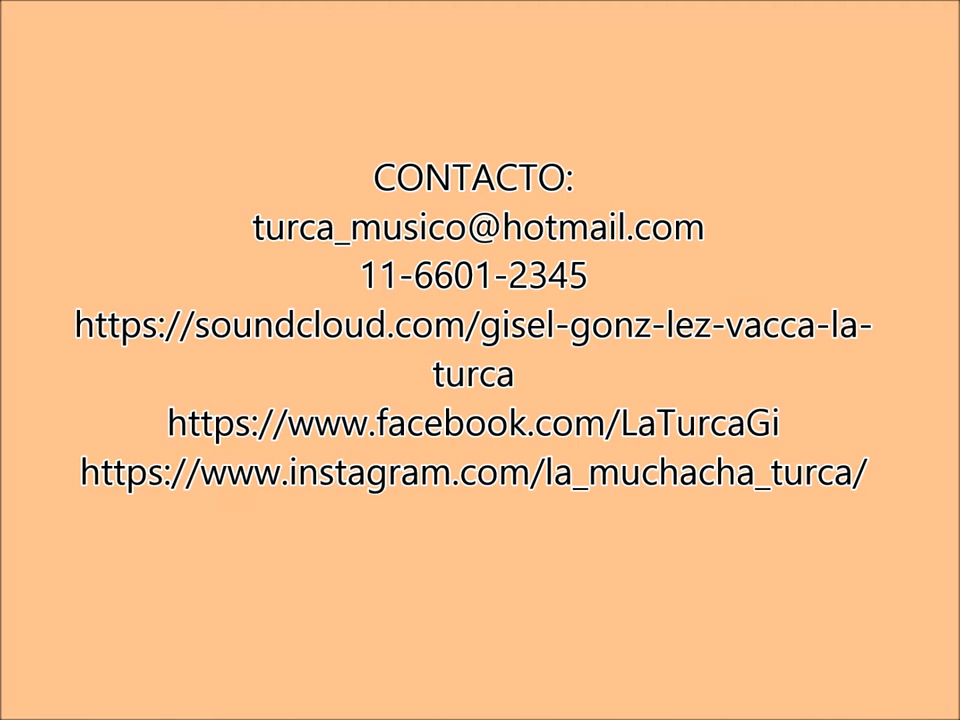 CONTACTO:
turca_musico@hotmail.com
11-6601-2345
https://soundcloud.com/gisel-gonz-lez-vacca-la-
turca
https://www.facebook.com/LaTurcaGi
https://www.instagram.com/la_muchacha_turca/